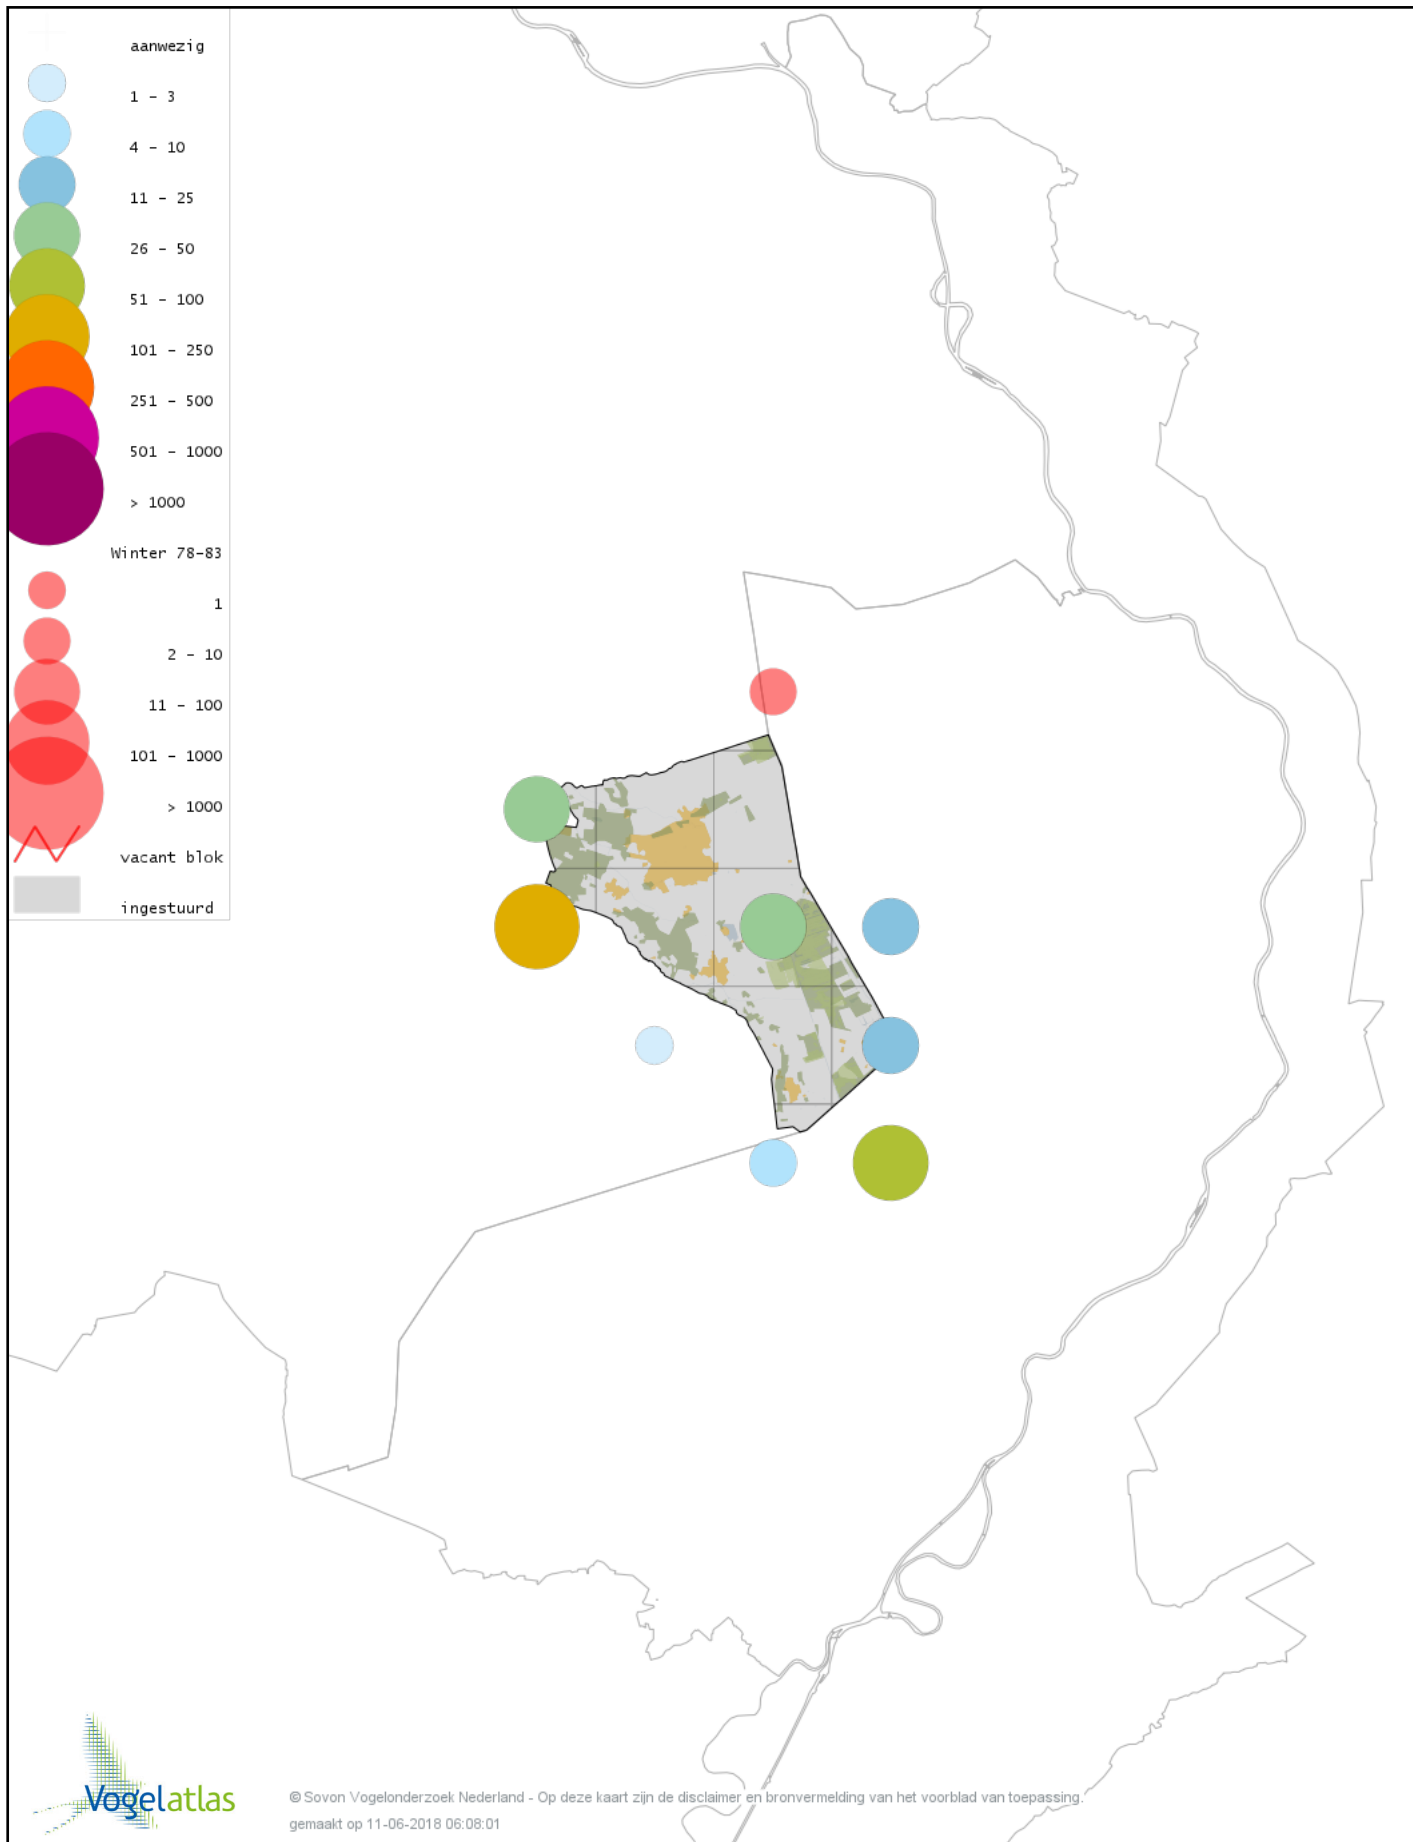 aanwezig
1 – 3
4 – 10
11 – 25
26 – 50
51 – 100
101 – 250
251 – 500
501 – 1000
> 1000
Winter 78–83
1
2 – 10
11 – 100
101 – 1000
> 1000
vacant blok
ingestuurd
Vogelatlas
© Sovon Vogelonderzoek Nederland - Op deze kaart zijn de disclaimer en bronvermelding van het voorblad van toepassing.
gemaakt op 11-06-2018 06:08:01